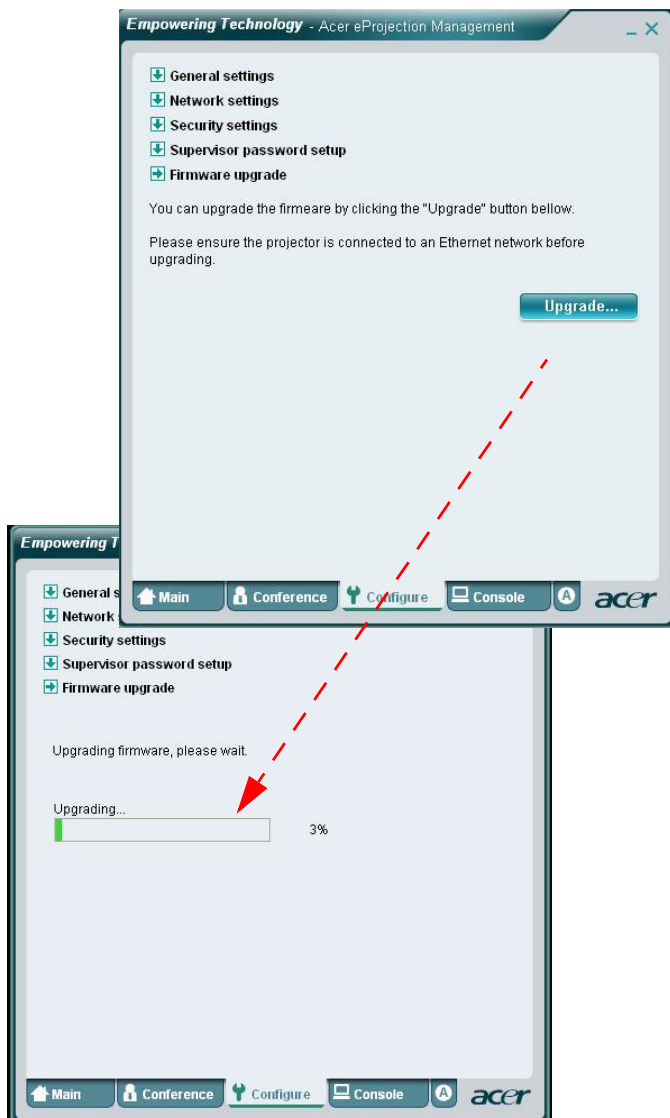 Empowering Technology - Acer eProjection Management
General settings
Network settings
Security settings
Supervisor password setup
Firmware upgrade
You can upgrade the firmeare by clicking the "Upgrade" button bellow.
Please ensure the projector is connected to an Ethernet network before
upgrading.
Upgrade...
Main Conference Configure Console A acer
Empowering T
General s
Network
Security settings
Supervisor password setup
Firmware upgrade
Upgrading firmware, please wait.
Upgrading...
3%
Main Conference Configure Console A acer